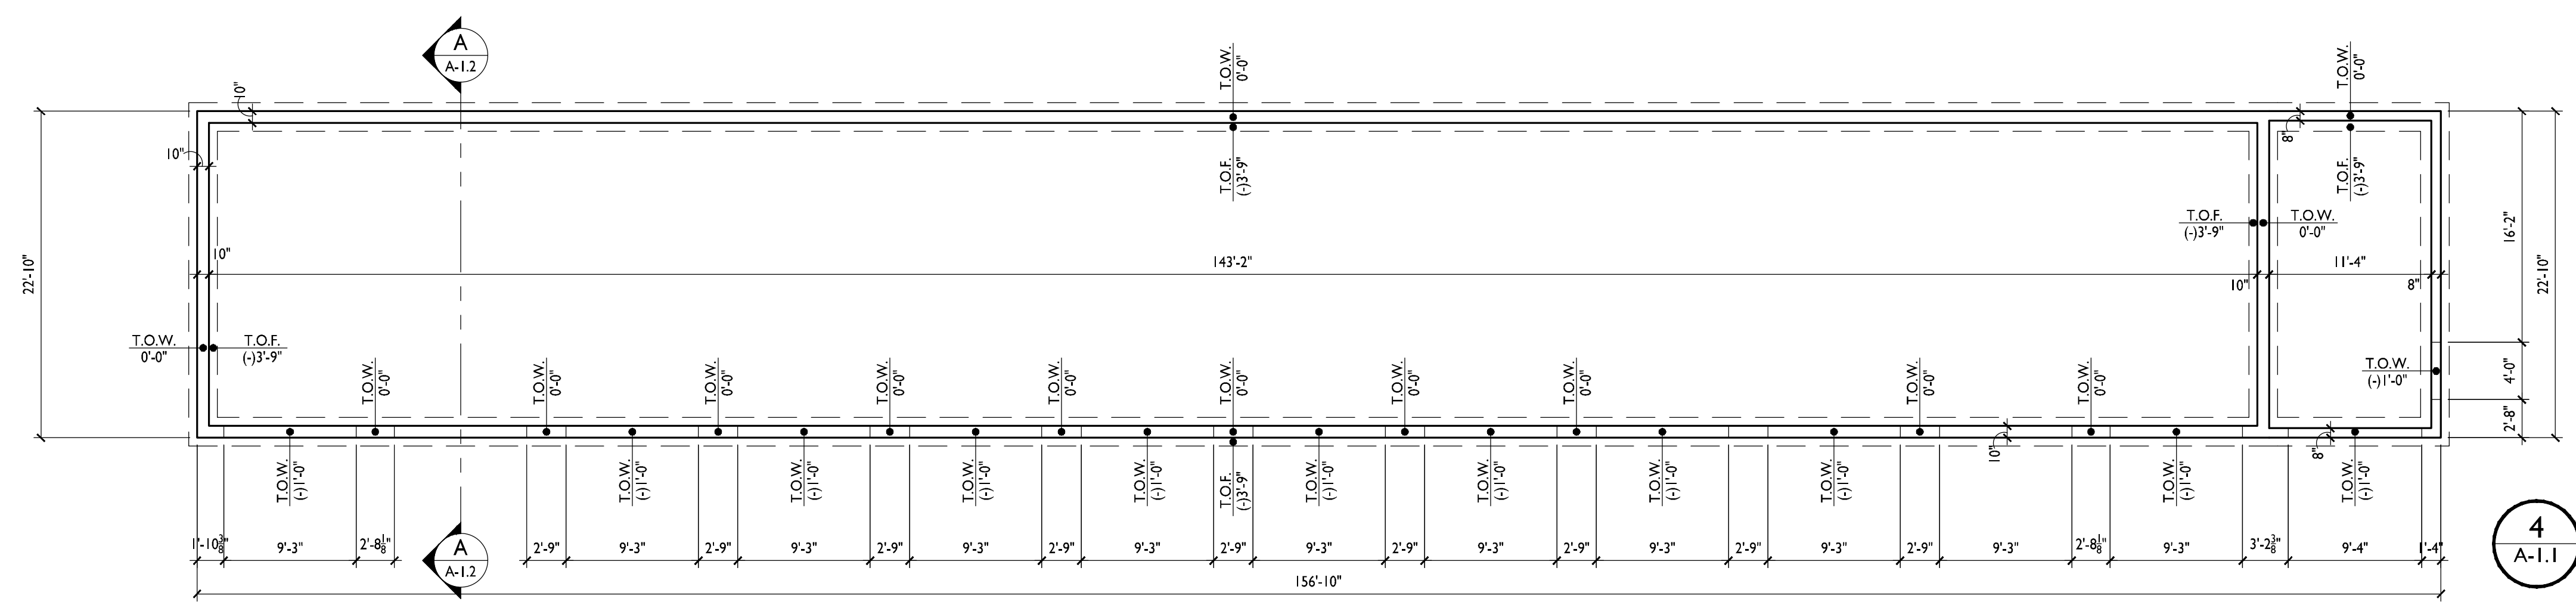 A
A-1.2
T.O.W.
0'-0"
T.O.W.
0'-0"
10"
8"
10"
T.O.F.
(-)3'-9"
T.O.F.
(-)3'-9"
T.O.F.
(-)3'-9"
T.O.W.
0'-0"
16'-2"
10"
143'-2"
11'-4"
22'-10"
22'-10"
10"
8"
T.O.W.
0'-0"
T.O.F.
(-)3'-9"
T.O.W.
0'-0"
T.O.W.
0'-0"
T.O.W.
0'-0"
T.O.W.
0'-0"
T.O.W.
0'-0"
T.O.W.
0'-0"
T.O.W.
0'-0"
T.O.W.
0'-0"
T.O.W.
0'-0"
T.O.W.
0'-0"
T.O.W.
(-)1'-0"
4'-0"
2'-8"
10"
8"
T.O.W.
(-)1'-0"
T.O.W.
(-)1'-0"
T.O.W.
(-)1'-0"
T.O.W.
(-)1'-0"
T.O.W.
(-)1'-0"
T.O.F.
(-)3'-9"
T.O.W.
(-)1'-0"
T.O.W.
(-)1'-0"
T.O.W.
(-)1'-0"
T.O.W.
(-)1'-0"
T.O.W.
(-)1'-0"
T.O.W.
(-)1'-0"
1'-10 3/8" 9'-3" 2'-8 1/8" 2'-9" 9'-3" 2'-9" 9'-3" 2'-9" 9'-3" 2'-9" 9'-3" 2'-9" 9'-3" 2'-9" 9'-3" 2'-9" 9'-3" 2'-9" 9'-3" 2'-9" 9'-3" 2'-8 1/8" 9'-3" 3'-2 3/8" 9'-4" 1'-4"
A
A-1.2
156'-10"
4
A-1.1